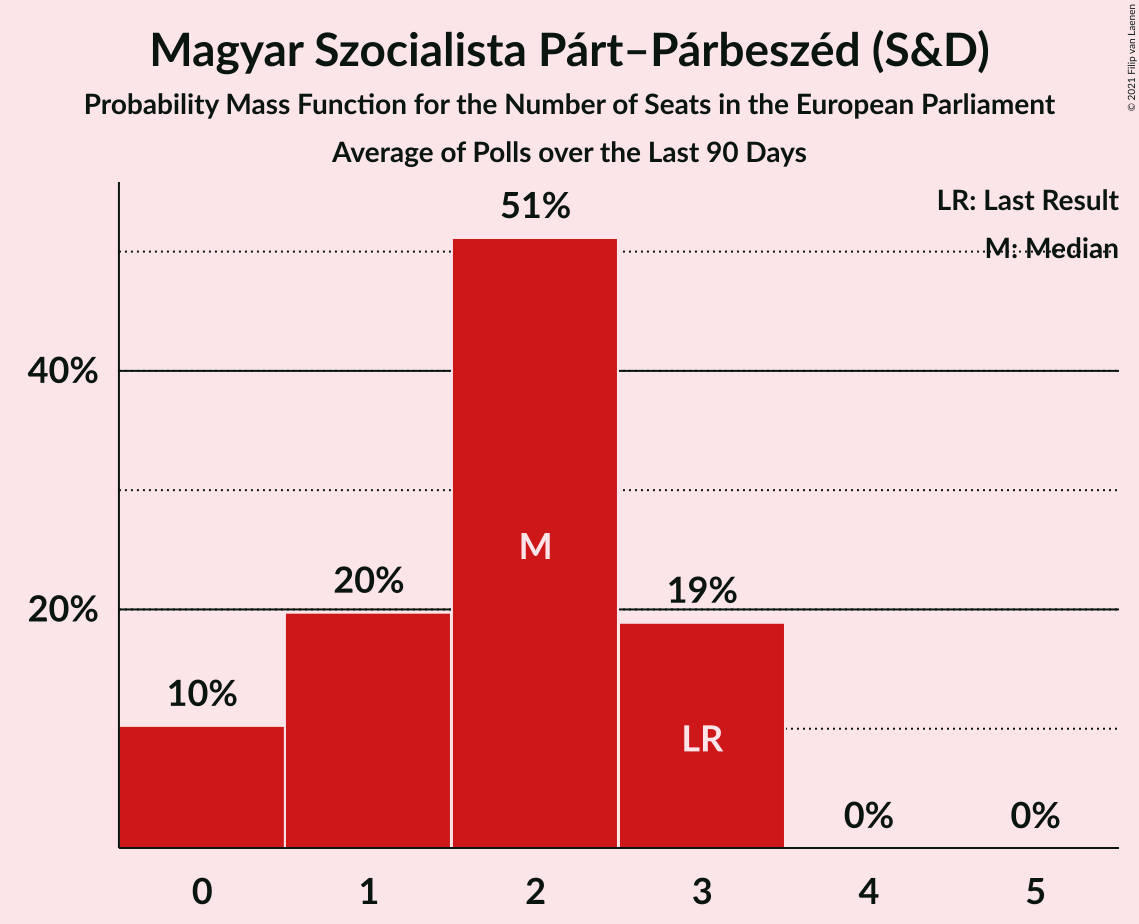 Magyar Szocialista Párt–Párbeszéd (S&D)
Probability Mass Function for the Number of Seats in the European Parliament
Average of Polls over the Last 90 Days
© 2021 Filip van Laenen
LR: Last Result
M: Median
51%
40%
M
20%
19%
20%
10%
LR
0%
0%
0
1
2
3
4
5